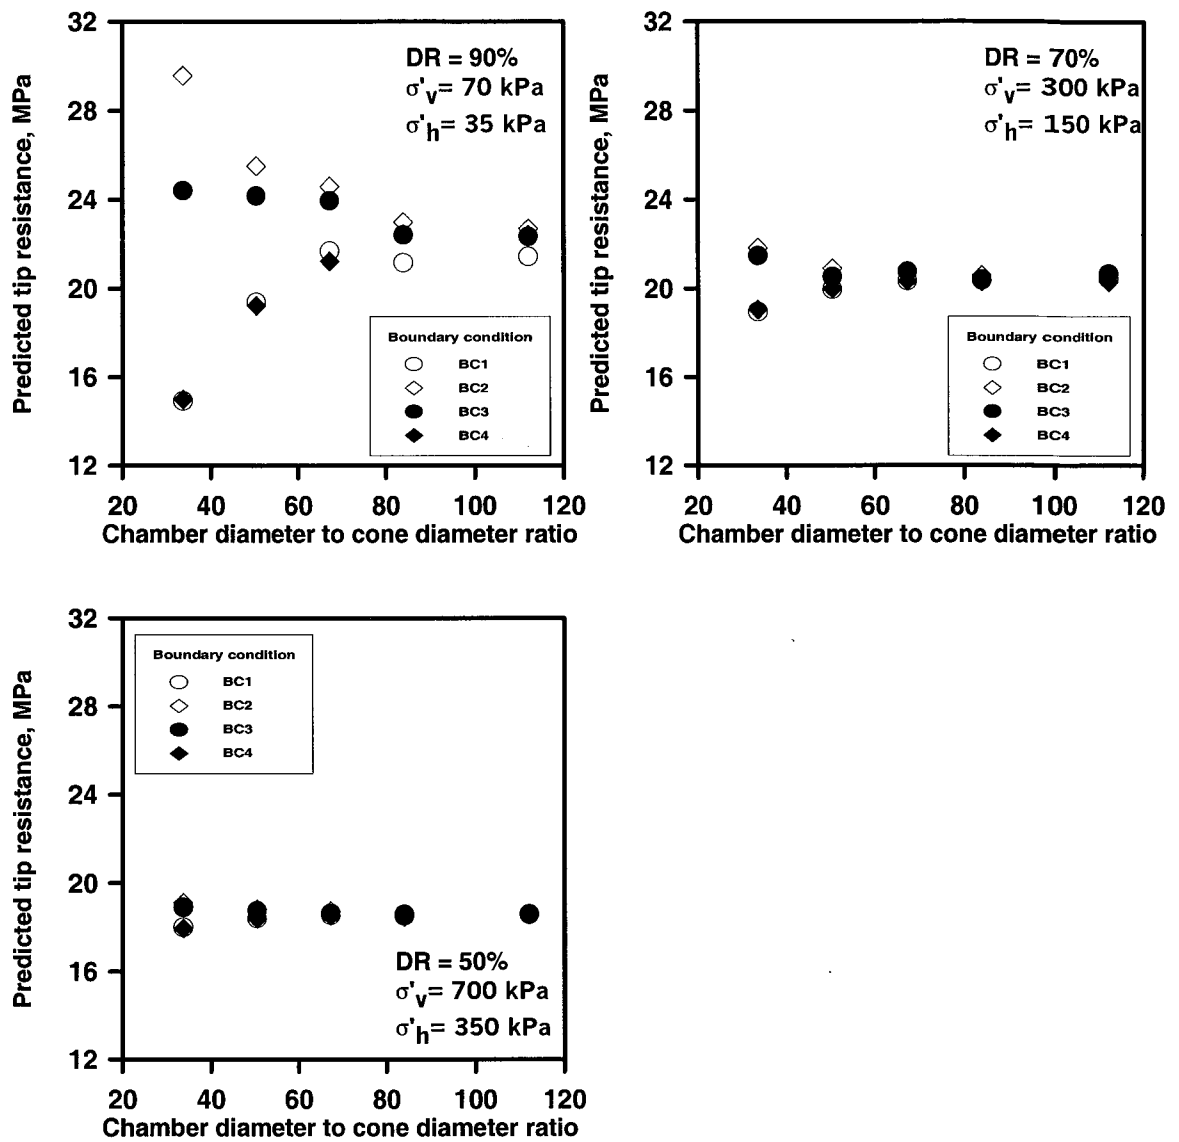 32
28
24
20
16
12
Predicted tip resistance, MPa
DR = 90%
σ'v= 70 kPa
σ'h= 35 kPa
Boundary condition
BC1
BC2
BC3
BC4
20 40 60 80 100 120
Chamber diameter to cone diameter ratio
32
28
24
20
16
12
Predicted tip resistance, MPa
DR = 70%
σ'v= 300 kPa
σ'h= 150 kPa
Boundary condition
BC1
BC2
BC3
BC4
20 40 60 80 100 120
Chamber diameter to cone diameter ratio
32
28
24
20
16
12
Predicted tip resistance, MPa
Boundary condition
BC1
BC2
BC3
BC4
DR = 50%
σ'v= 700 kPa
σ'h= 350 kPa
20 40 60 80 100 120
Chamber diameter to cone diameter ratio